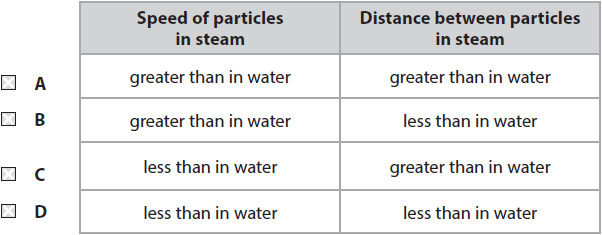 Speed of particles
in steam
Distance between particles
in steam
A greater than in water greater than in water
B greater than in water less than in water
C less than in water greater than in water
D less than in water less than in water